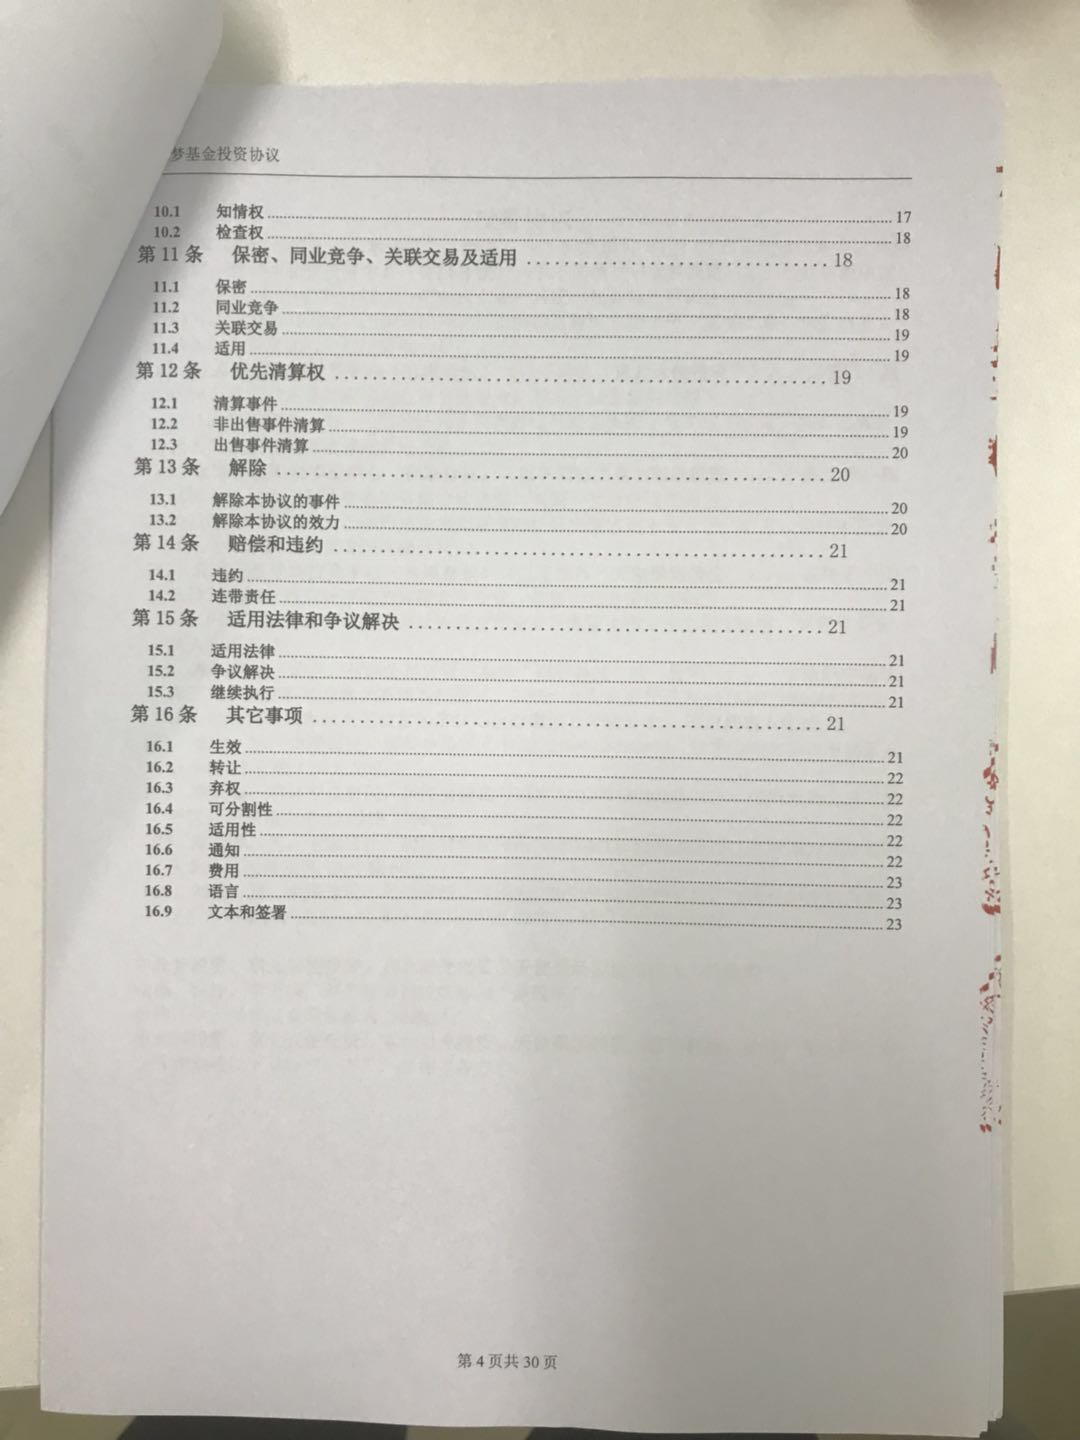 梦基金投资协议
10.1 知情权 17
10.2 检查权 18
第 11 条 保密、同业竞争、关联交易及适用 18
11.1 保密 18
11.2 同业竞争 18
11.3 关联交易 19
11.4 适用 19
第 12 条 优先清算权 19
12.1 清算事件 19
12.2 非出售事件清算 19
12.3 出售事件清算 20
第 13 条 解除 20
13.1 解除本协议的事件 20
13.2 解除本协议的效力 20
第 14 条 赔偿和违约 21
14.1 违约 21
14.2 连带责任 21
第 15 条 适用法律和争议解决 21
15.1 适用法律 21
15.2 争议解决 21
15.3 继续执行 21
第 16 条 其它事项 21
16.1 生效 21
16.2 转让 22
16.3 弃权 22
16.4 可分割性 22
16.5 适用性 22
16.6 通知 22
16.7 费用 23
16.8 语言 23
16.9 文本和签署 23
第 4 页共 30 页